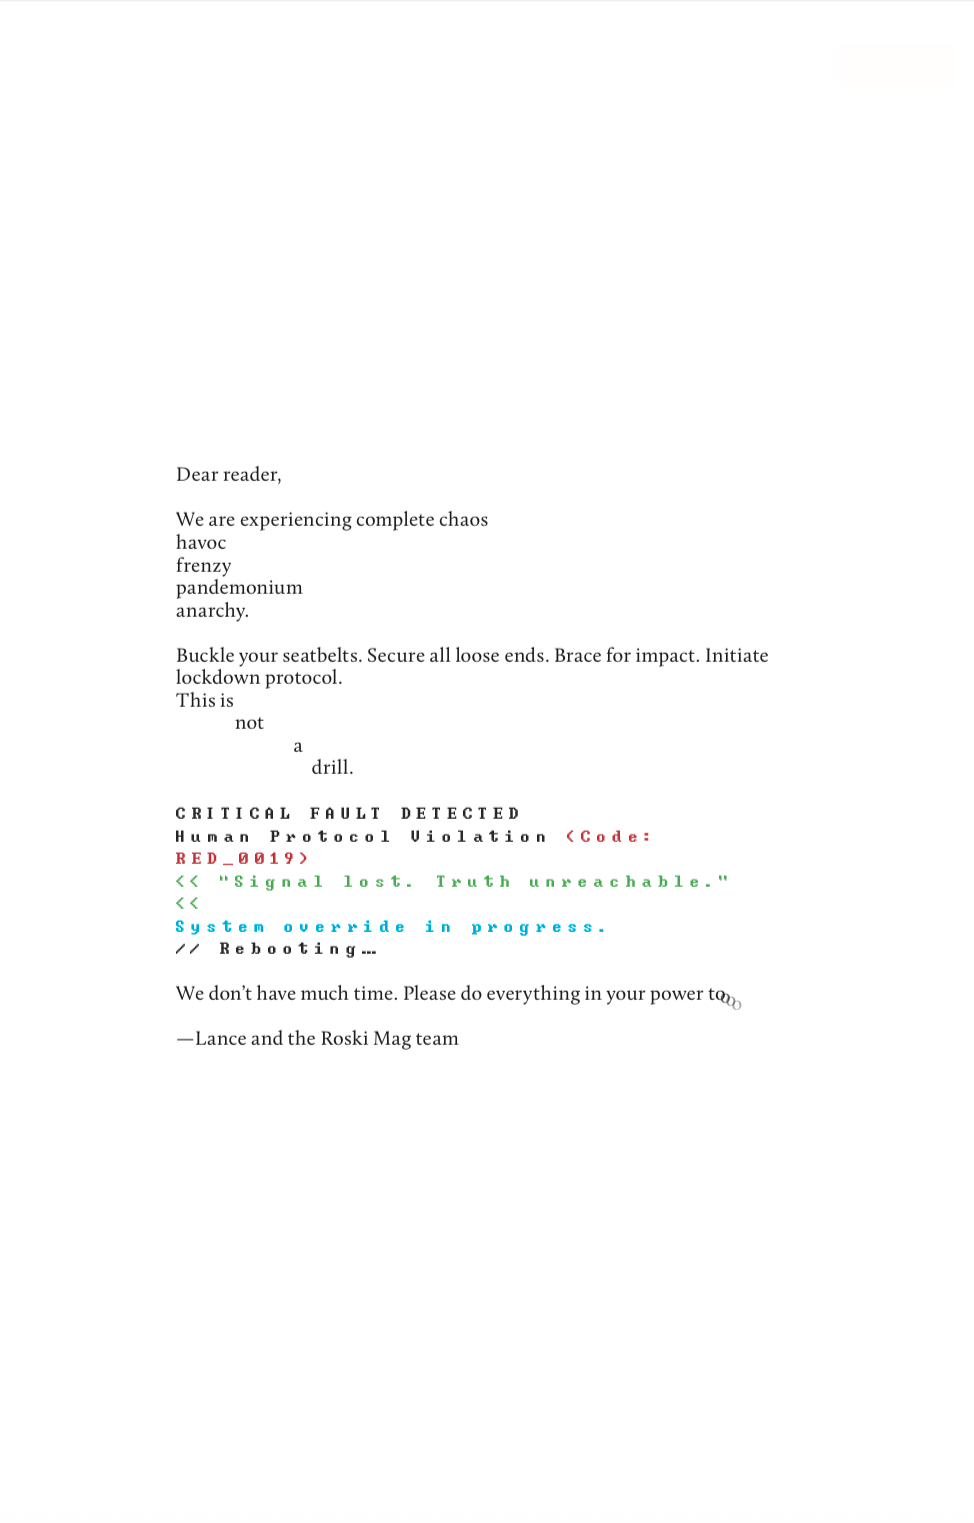 Dear reader,
We are experiencing complete chaos
havoc
frenzy
pandemonium
anarchy.
Buckle your seatbelts. Secure all loose ends. Brace for impact. Initiate
lockdown protocol.
This is
not
a
drill.
CRITICAL FAULT DETECTED
Human Protocol Violation <Code:
RED_0019>
<< "Signal lost. Truth unreachable."
<<
System override in progress.
// Rebooting…
We don’t have much time. Please do everything in your power toooo
—Lance and the Roski Mag team